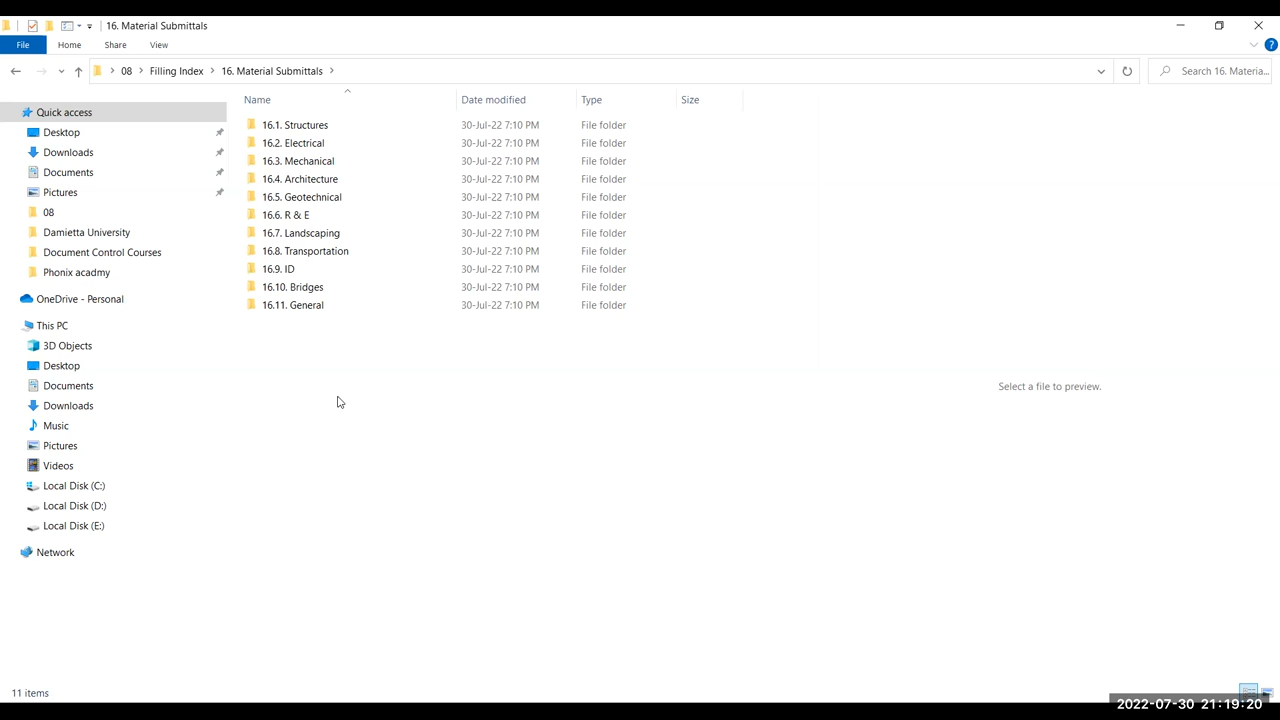 16. Material Submittals
File
Home
Share
View
?
08
Filling Index
16. Material Submittals
Search 16. Materia...
Name
Date modified
Type
Size
Quick access
Desktop
Downloads
Documents
Pictures
08
Damietta University
Document Control Courses
Phonix acadmy
OneDrive - Personal
This PC
3D Objects
Desktop
Documents
Downloads
Music
Pictures
Videos
Local Disk (C:)
Local Disk (D:)
Local Disk (E:)
Network
16.1. Structures 30-Jul-22 7:10 PM File folder
16.2. Electrical 30-Jul-22 7:10 PM File folder
16.3. Mechanical 30-Jul-22 7:10 PM File folder
16.4. Architecture 30-Jul-22 7:10 PM File folder
16.5. Geotechnical 30-Jul-22 7:10 PM File folder
16.6. R & E 30-Jul-22 7:10 PM File folder
16.7. Landscaping 30-Jul-22 7:10 PM File folder
16.8. Transportation 30-Jul-22 7:10 PM File folder
16.9. ID 30-Jul-22 7:10 PM File folder
16.10. Bridges 30-Jul-22 7:10 PM File folder
16.11. General 30-Jul-22 7:10 PM File folder
Select a file to preview.
11 items
2022-07-30 21:19:20